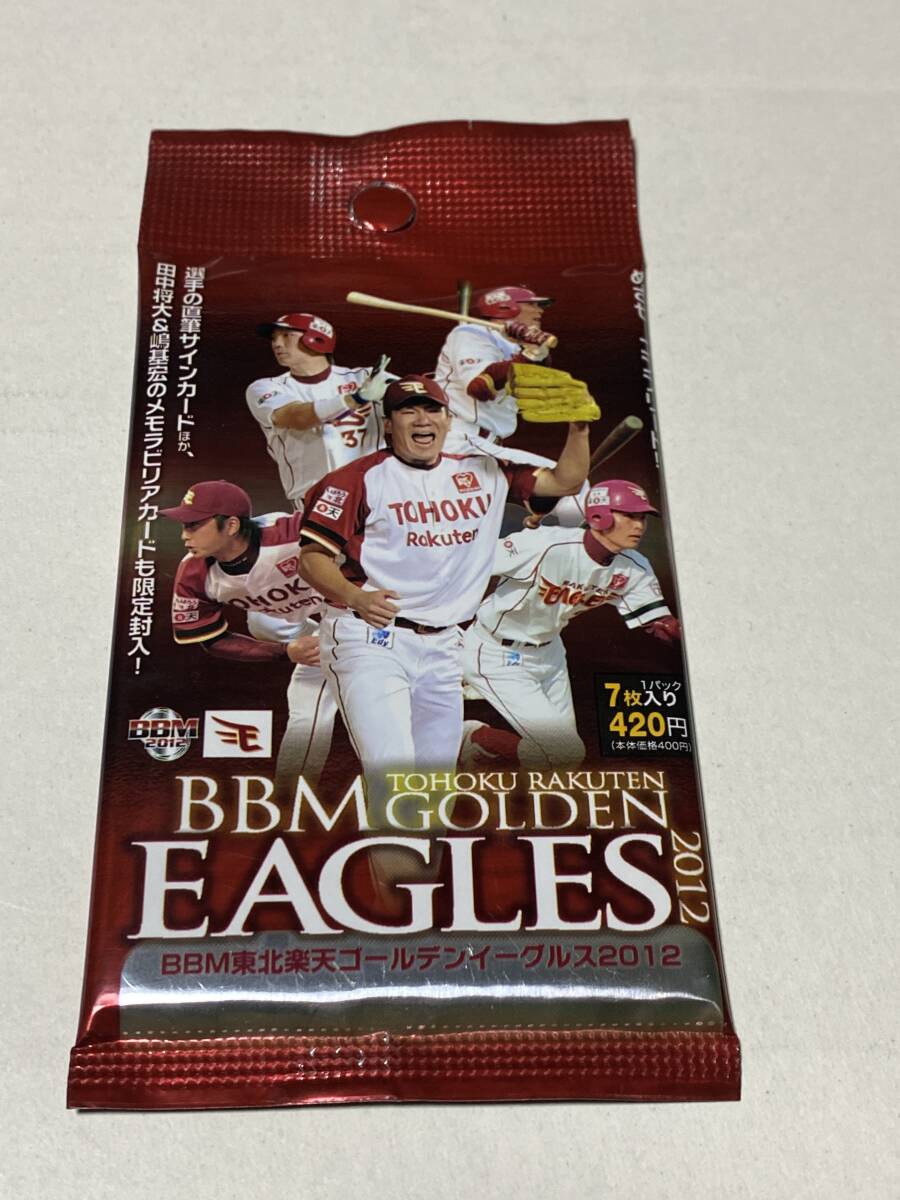 選手の直筆サインカードほか、
田中将大&嶋基宏のメモラビリアカードも限定封入!
37
TOHOKU
Rakuten
Edy
RAKUTEN
EAGLES
1パック
7枚入り
420円
(本体価格400円)
BBM
2012
E
TOHOKU RAKUTEN
BBM GOLDEN
EAGLES
2012
BBM東北楽天ゴールデンイーグルス2012